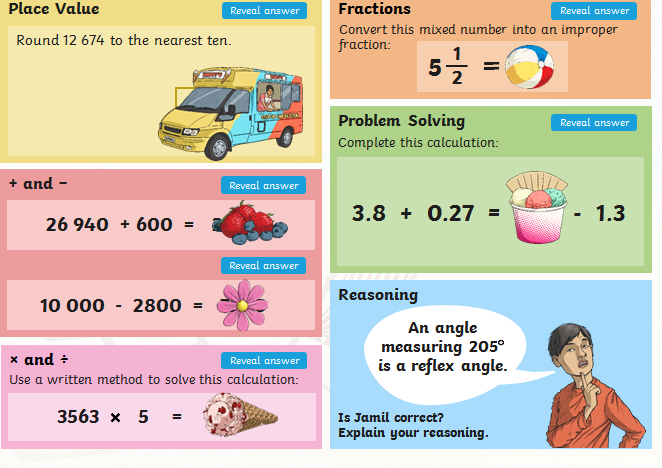 Place Value
Reveal answer
Round 12 674 to the nearest ten.
+ and −
Reveal answer
26 940 + 600 =
Reveal answer
10 000 - 2800 =
× and ÷
Reveal answer
Use a written method to solve this calculation:
3563 × 5 =
Fractions
Reveal answer
Convert this mixed number into an improper
fraction:
5 1/2 =
Problem Solving
Reveal answer
Complete this calculation:
3.8 + 0.27 = - 1.3
Reasoning
An angle
measuring 205°
is a reflex angle.
Is Jamil correct?
Explain your reasoning.